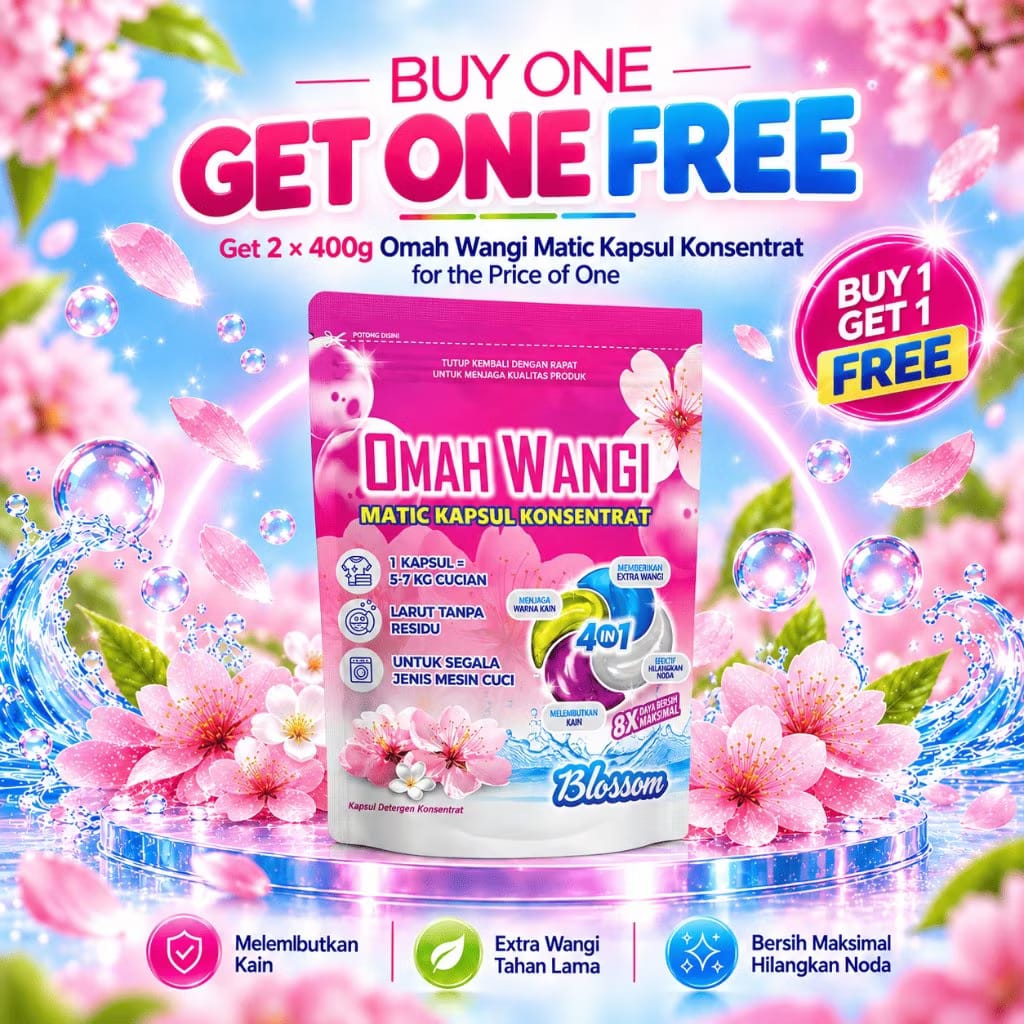 BUY ONE
GET ONE FREE
Get 2 × 400g Omah Wangi Matic Kapsul Konsentrat
for the Price of One
BUY 1
GET 1
FREE
POTONG DISINI
TUTUP KEMBALI DENGAN RAPAT
UNTUK MENJAGA KUALITAS PRODUK
OMAH WANGI
MATIC KAPSUL KONSENTRAT
1 KAPSUL =
5-7 KG CUCIAN
LARUT TANPA
RESIDU
UNTUK SEGALA
JENIS MESIN CUCI
MEMBERIKAN
EXTRA WANGI
MENJAGA
WARNA KAIN
4 IN 1
EFEKTIF
HILANGKAN
NODA
MELEMBUTKAN
KAIN
8X DAYA BERSIH
MAKSIMAL
Blossom
Kapsul Detergen Konsentrat
Melemlbutkan
Kain
Extra Wangi
Tahan Lama
Bersih Maksimal
Hilangkan Noda